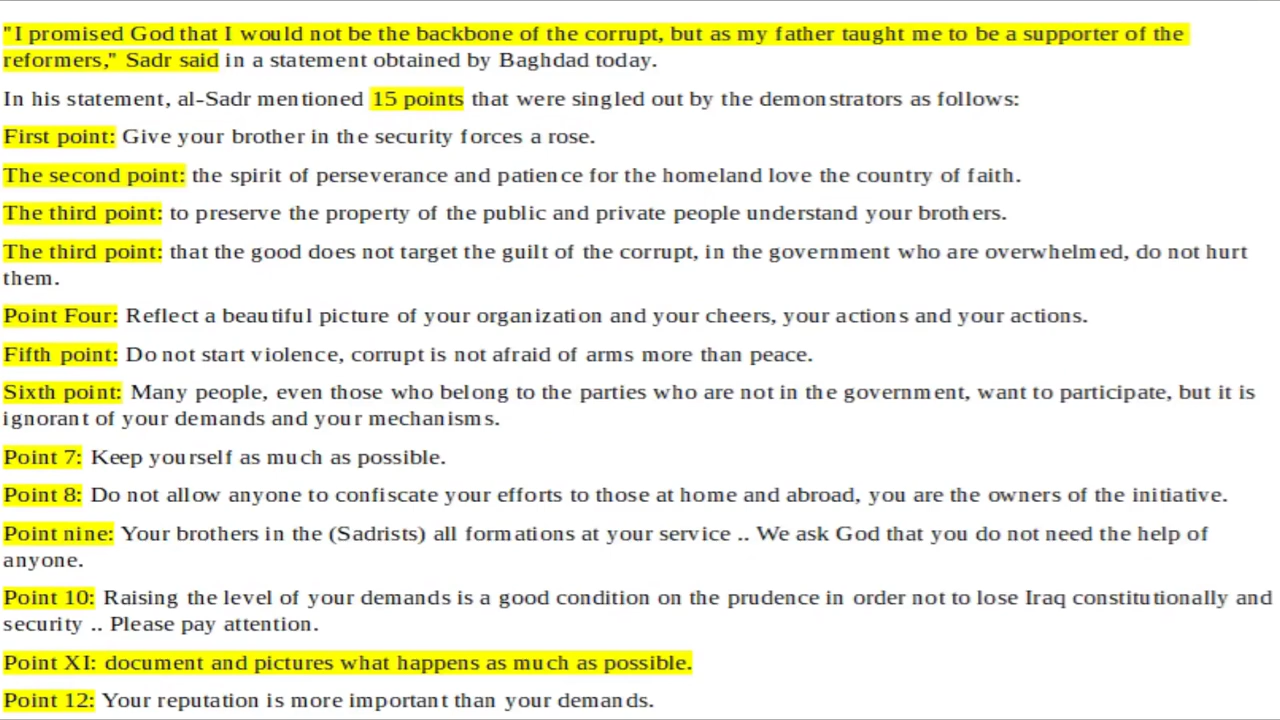 "I promised God that I would not be the backbone of the corrupt, but as my father taught me to be a supporter of the
reformers," Sadr said in a statement obtained by Baghdad today.
In his statement, al-Sadr mentioned 15 points that were singled out by the demonstrators as follows:
First point: Give your brother in the security forces a rose.
The second point: the spirit of perseverance and patience for the homeland love the country of faith.
The third point: to preserve the property of the public and private people understand your brothers.
The third point: that the good does not target the guilt of the corrupt, in the government who are overwhelmed, do not hurt
them.
Point Four: Reflect a beautiful picture of your organization and your cheers, your actions and your actions.
Fifth point: Do not start violence, corrupt is not afraid of arms more than peace.
Sixth point: Many people, even those who belong to the parties who are not in the government, want to participate, but it is
ignorant of your demands and your mechanisms.
Point 7: Keep yourself as much as possible.
Point 8: Do not allow anyone to confiscate your efforts to those at home and abroad, you are the owners of the initiative.
Point nine: Your brothers in the (Sadrists) all formations at your service .. We ask God that you do not need the help of
anyone.
Point 10: Raising the level of your demands is a good condition on the prudence in order not to lose Iraq constitutionally and
security .. Please pay attention.
Point XI: document and pictures what happens as much as possible.
Point 12: Your reputation is more important than your demands.